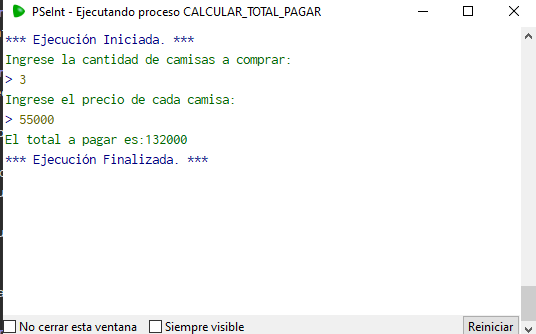 PSeInt - Ejecutando proceso CALCULAR_TOTAL_PAGAR
*** Ejecución Iniciada. ***
Ingrese la cantidad de camisas a comprar:
> 3
Ingrese el precio de cada camisa:
> 55000
El total a pagar es:132000
*** Ejecución Finalizada. ***
No cerrar esta ventana Siempre visible Reiniciar